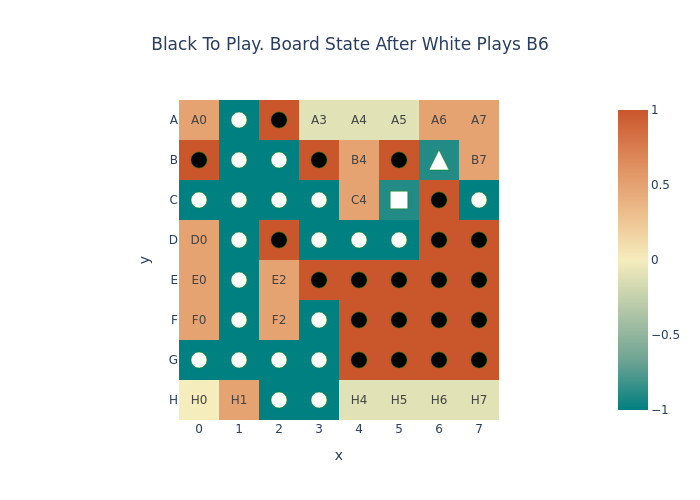 Black To Play. Board State After White Plays B6
A A0 A3 A4 A5 A6 A7
B B4 B7
C C4
D D0
E E0 E2
F F0 F2
G
H H0 H1 H4 H5 H6 H7
0 1 2 3 4 5 6 7
x
y
1
0.5
0
−0.5
−1